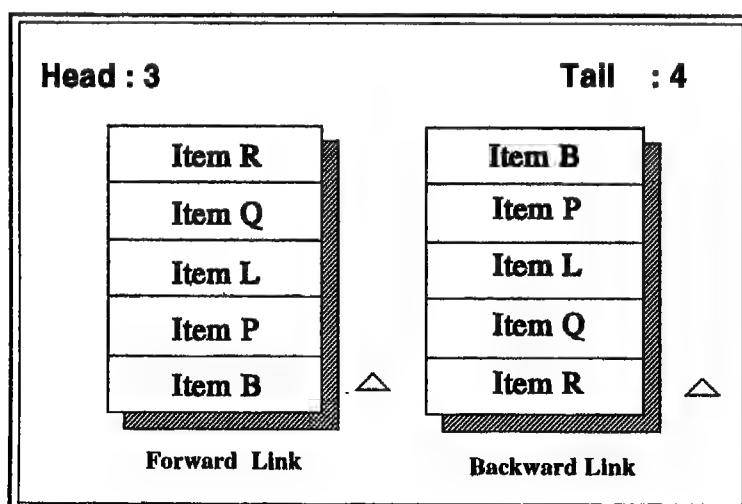 Head : 3
Tail : 4
Item R
Item Q
Item L
Item P
Item B
Forward Link
Item B
Item P
Item L
Item Q
Item R
Backward Link